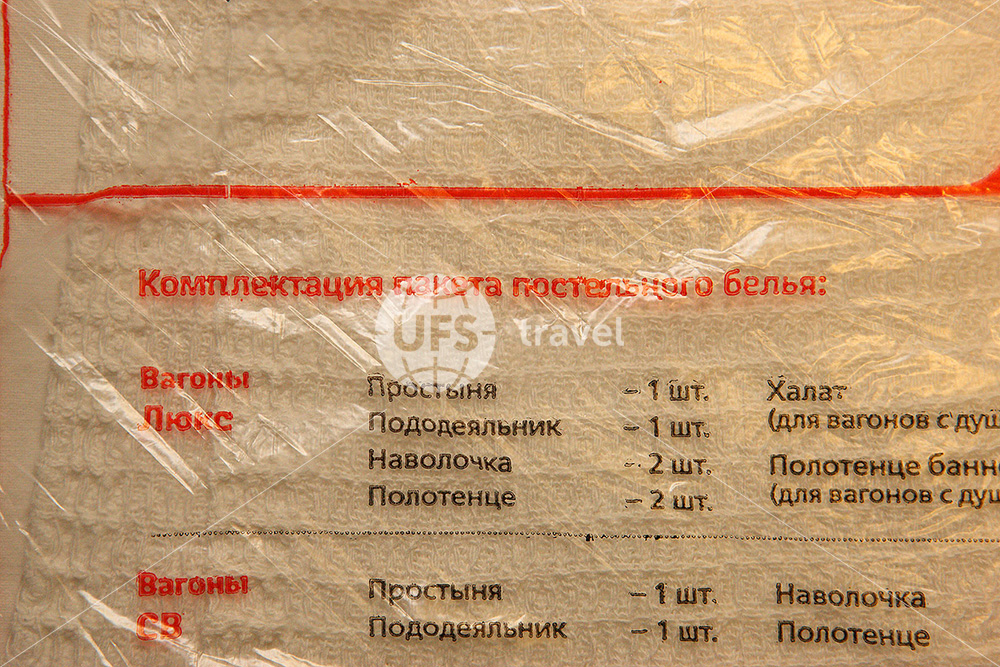 Комплектация пакета постельного белья:
UFS travel
Вагоны Простыня – 1 шт. Халат
Люкс Пододеяльник – 1 шт. (для вагонов с душ
Наволочка – 2 шт. Полотенце банн
Полотенце – 2 шт. (для вагонов с душ
Вагоны Простыня – 1 шт. Наволочка
СВ Пододеяльник – 1 шт. Полотенце